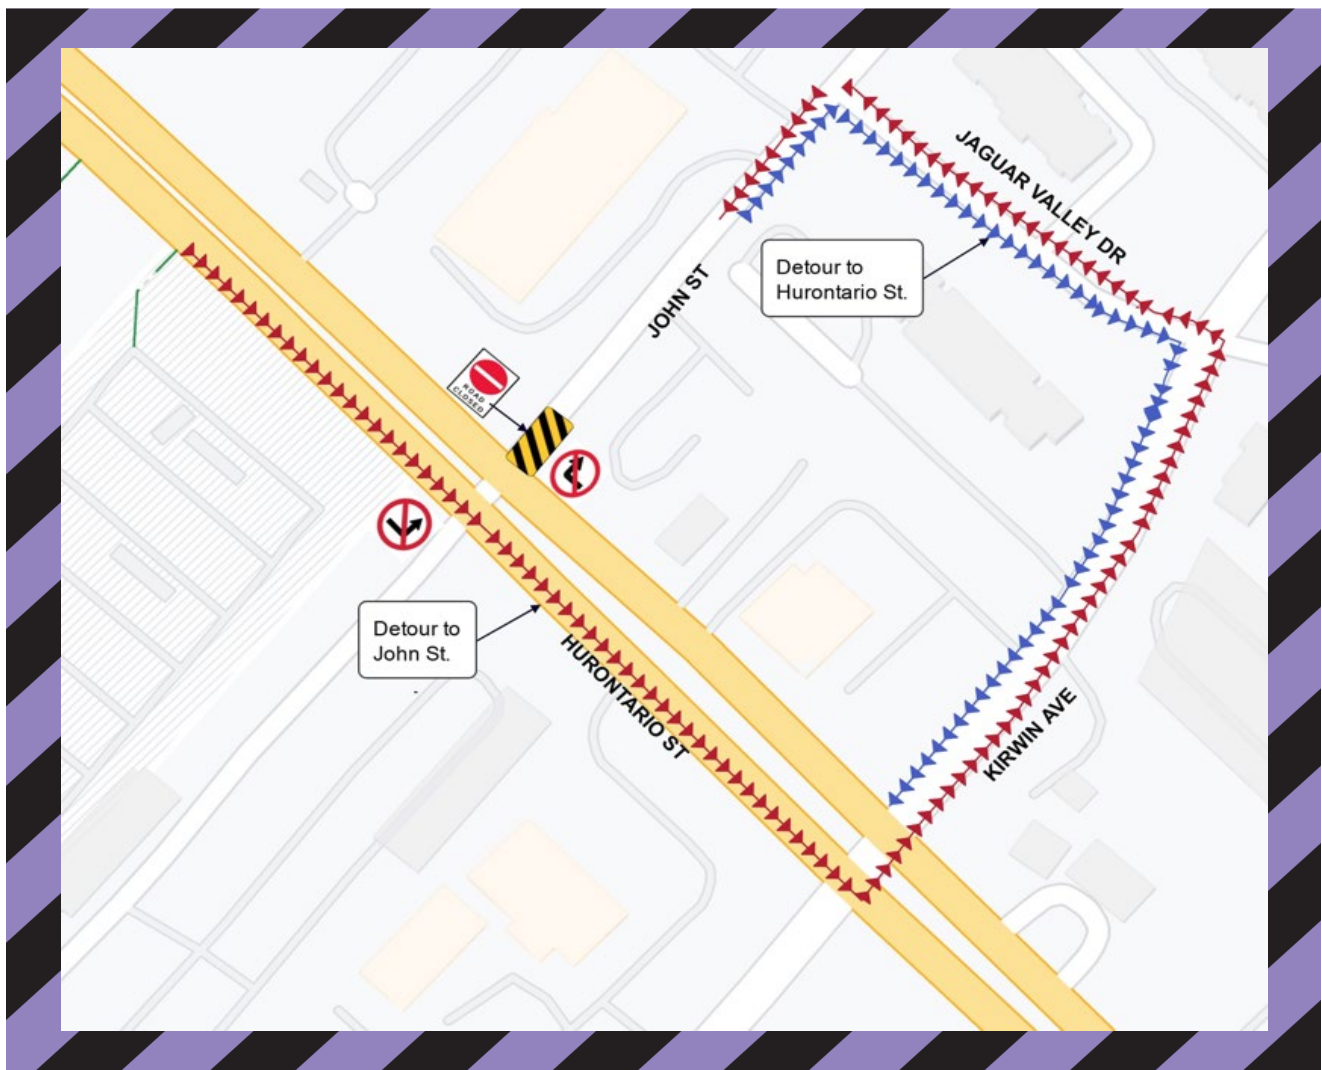 JAGUAR VALLEY DR
Detour to
Hurontario St.
JOHN ST
ROAD
CLOSED
Detour to
John St.
HURONTARIO ST
KIRWIN AVE